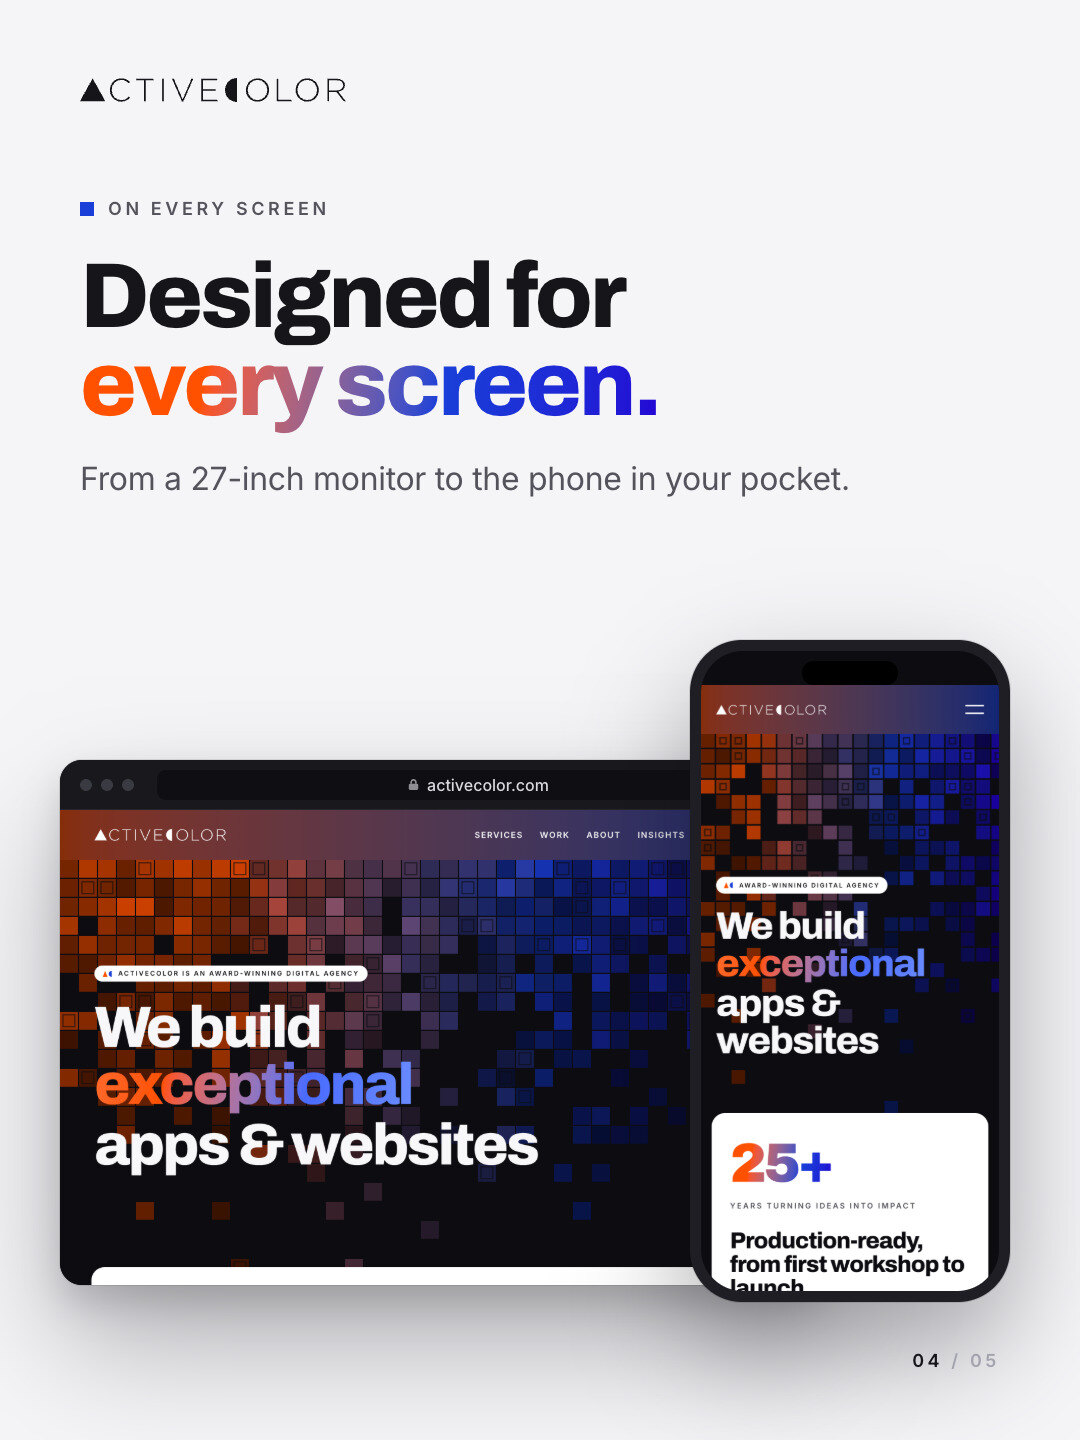 ACTIVECOLOR
ON EVERY SCREEN
Designed for
every screen.
From a 27-inch monitor to the phone in your pocket.
activecolor.com
ACTIVECOLOR
SERVICES WORK ABOUT INSIGHTS
ACTIVECOLOR IS AN AWARD-WINNING DIGITAL AGENCY
We build
exceptional
apps & websites
ACTIVECOLOR
AWARD-WINNING DIGITAL AGENCY
We build
exceptional
apps &
websites
25+
YEARS TURNING IDEAS INTO IMPACT
Production-ready,
from first workshop to
launch
04 / 05